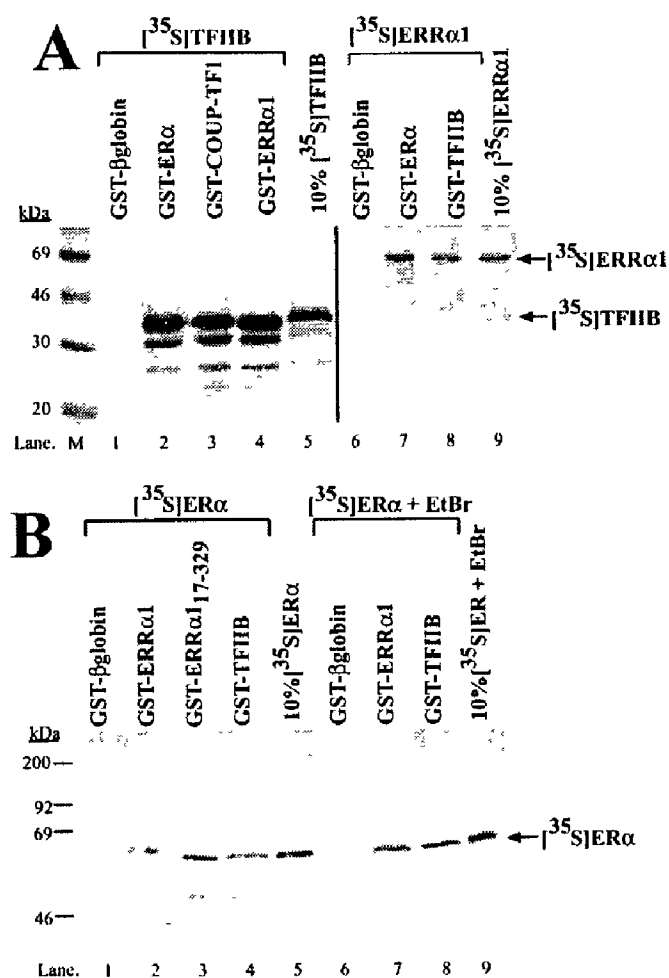 A
[³⁵S]TFIIB
[³⁵S]ERRα1
GST-βglobin
GST-ERα
GST-COUP-TF1
GST-ERRα1
10% [³⁵S]TFIIB
GST-βglobin
GST-ERα
GST-TFIIB
10% [³⁵S]ERRα1
kDa
69
46
30
20
[³⁵S]ERRα1
[³⁵S]TFIIB
Lane. M 1 2 3 4 5 6 7 8 9
B
[³⁵S]ERα
[³⁵S]ERα + EtBr
GST-βglobin
GST-ERRα1
GST-ERRα1₁₇₋₃₂₉
GST-TFIIB
10%[³⁵S]ERα
GST-βglobin
GST-ERRα1
GST-TFIIB
10%[³⁵S]ER + EtBr
kDa
200
92
69
46
[³⁵S]ERα
Lane. 1 2 3 4 5 6 7 8 9